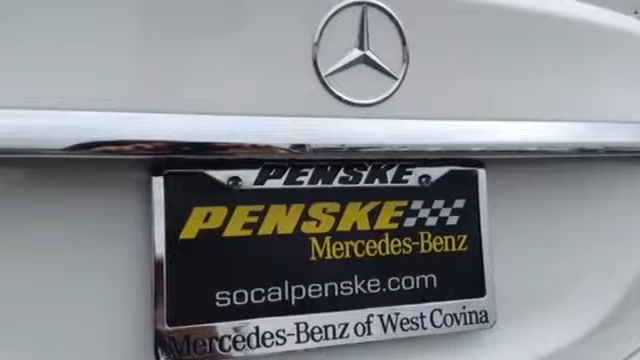 PENSKE
PENSKE
Mercedes-Benz
socalpenske.com
Mercedes-Benz of West Covina